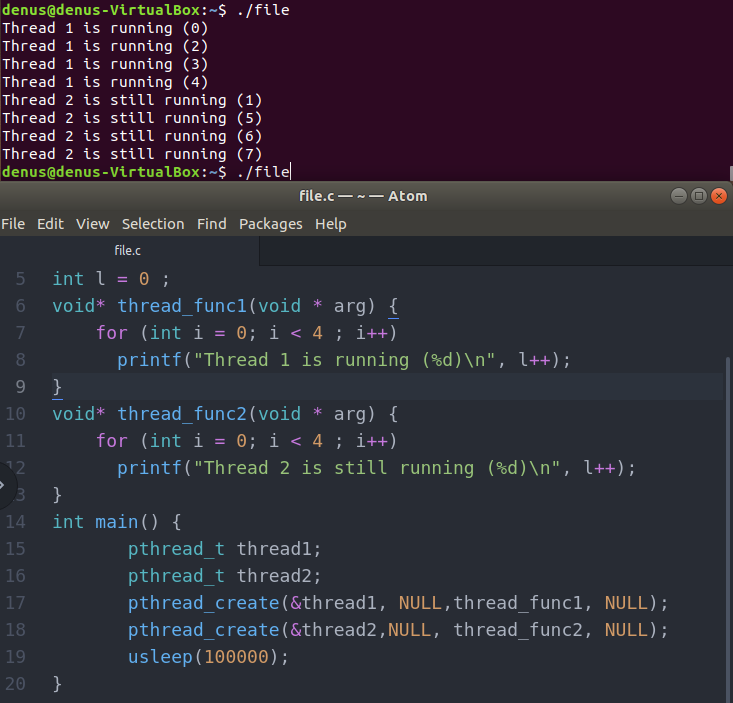 denus@denus-VirtualBox:~$ ./file
Thread 1 is running (0)
Thread 1 is running (2)
Thread 1 is running (3)
Thread 1 is running (4)
Thread 2 is still running (1)
Thread 2 is still running (5)
Thread 2 is still running (6)
Thread 2 is still running (7)
denus@denus-VirtualBox:~$ ./file
file.c — ~ — Atom
File Edit View Selection Find Packages Help
file.c
5 int l = 0 ;
6 void* thread_func1(void * arg) {
7 for (int i = 0; i < 4 ; i++)
8 printf("Thread 1 is running (%d)\n", l++);
9 }
10 void* thread_func2(void * arg) {
11 for (int i = 0; i < 4 ; i++)
12 printf("Thread 2 is still running (%d)\n", l++);
3 }
14 int main() {
15 pthread_t thread1;
16 pthread_t thread2;
17 pthread_create(&thread1, NULL,thread_func1, NULL);
18 pthread_create(&thread2,NULL, thread_func2, NULL);
19 usleep(100000);
20 }